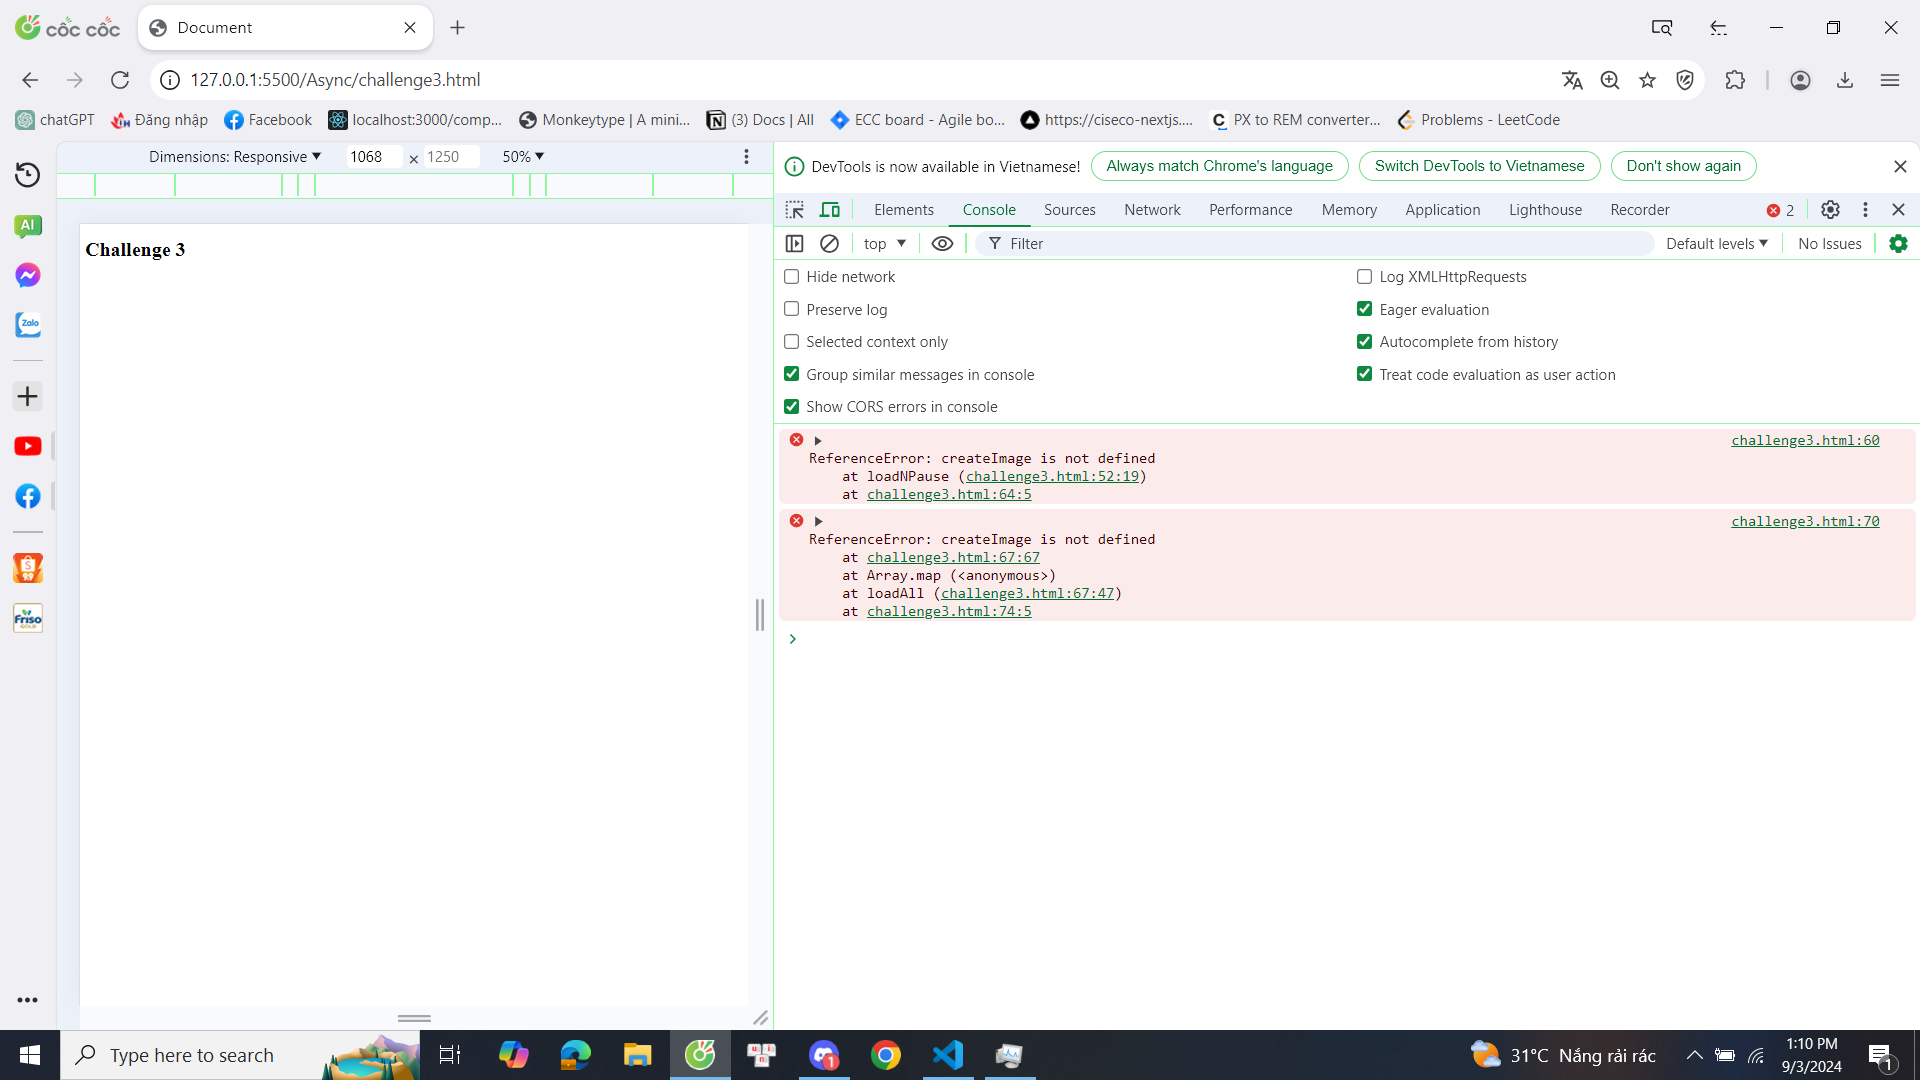 cốc cốc
Document
127.0.0.1:5500/Async/challenge3.html
chatGPT
Đăng nhập
Facebook
localhost:3000/comp...
Monkeytype | A mini...
(3) Docs | All
ECC board - Agile bo...
https://ciseco-nextjs....
PX to REM converter...
Problems - LeetCode
Dimensions: Responsive 1068 × 1250 50%
DevTools is now available in Vietnamese! Always match Chrome's language Switch DevTools to Vietnamese Don't show again
Elements Console Sources Network Performance Memory Application Lighthouse Recorder 2
top Filter Default levels No Issues
Hide network
Log XMLHttpRequests
Preserve log
Eager evaluation
Selected context only
Autocomplete from history
Group similar messages in console
Treat code evaluation as user action
Show CORS errors in console
challenge3.html:60
ReferenceError: createImage is not defined
at loadNPause (challenge3.html:52:19)
at challenge3.html:64:5
challenge3.html:70
ReferenceError: createImage is not defined
at challenge3.html:67:67
at Array.map (<anonymous>)
at loadAll (challenge3.html:67:47)
at challenge3.html:74:5
Challenge 3
AI
Zalo
Friso
GOLD
Type here to search
1
31°C Nắng rải rác
1:10 PM
9/3/2024
1